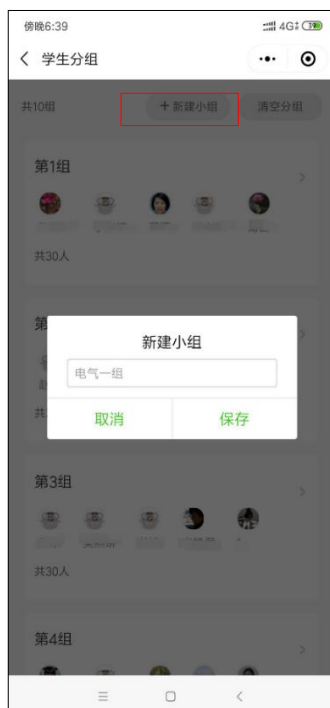 傍晚6:39
4G
学生分组
共10组
+新建小组
清空分组
第1组
共30人
第
新建小组
电气一组
共
取消
保存
第3组
共30人
第4组